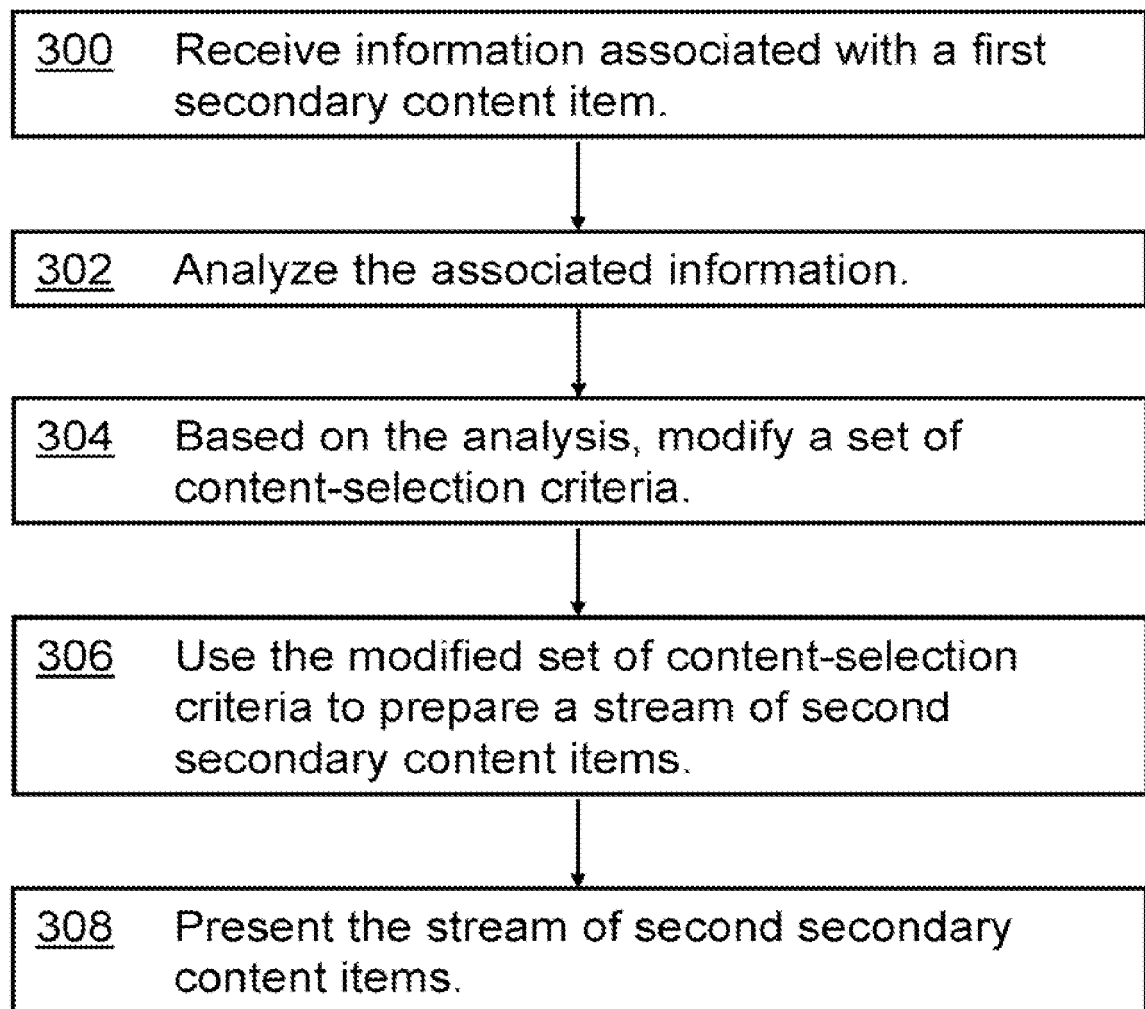 300 Receive information associated with a first
secondary content item.
302 Analyze the associated information.
304 Based on the analysis, modify a set of
content-selection criteria.
306 Use the modified set of content-selection
criteria to prepare a stream of second
secondary content items.
308 Present the stream of second secondary
content items.